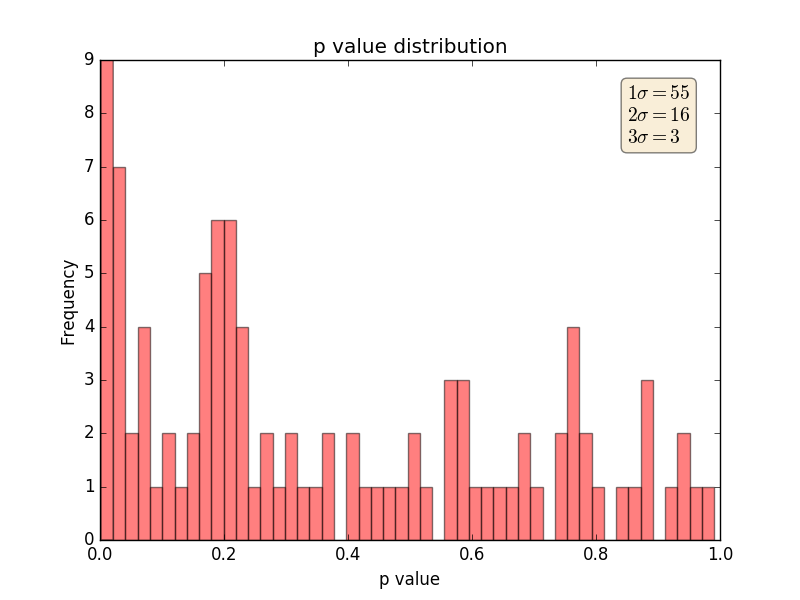 p value distribution
9
8
7
6
5
4
3
2
1
0
Frequency
1σ = 55
2σ = 16
3σ = 3
0.0 0.2 0.4 0.6 0.8 1.0
p value